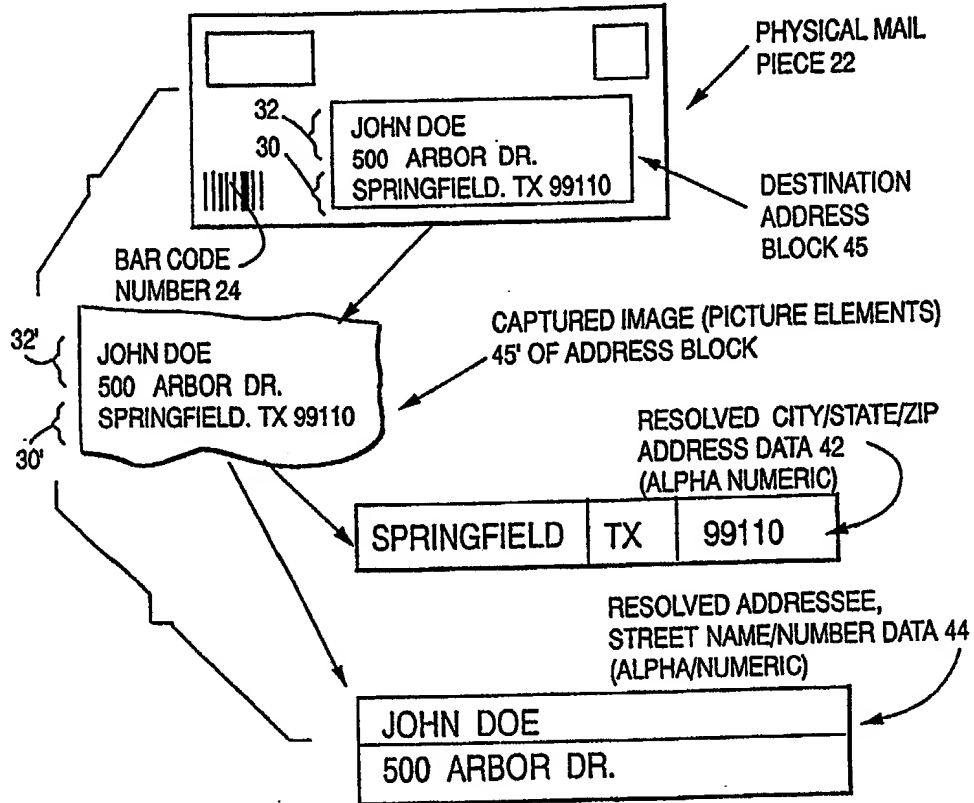 PHYSICAL MAIL
PIECE 22
32
30
JOHN DOE
500 ARBOR DR.
SPRINGFIELD. TX 99110
DESTINATION
ADDRESS
BLOCK 45
BAR CODE
NUMBER 24
32'
30'
JOHN DOE
500 ARBOR DR.
SPRINGFIELD. TX 99110
CAPTURED IMAGE (PICTURE ELEMENTS)
45' OF ADDRESS BLOCK
RESOLVED CITY/STATE/ZIP
ADDRESS DATA 42
(ALPHA NUMERIC)
SPRINGFIELD TX 99110
RESOLVED ADDRESSEE,
STREET NAME/NUMBER DATA 44
(ALPHA/NUMERIC)
JOHN DOE
500 ARBOR DR.